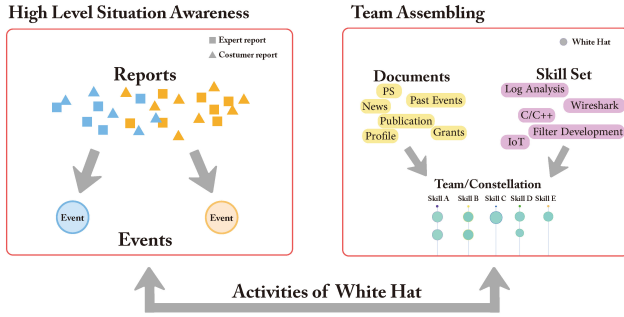 High Level Situation Awareness
Expert report
Costumer report
Reports
Event
Event
Events
Team Assembling
White Hat
Documents
PS
News
Past Events
Publication
Profile
Grants
Skill Set
Log Analysis
Wireshark
C/C++
Filter Development
IoT
Team/Constellation
Skill A Skill B Skill C Skill D Skill E
Activities of White Hat